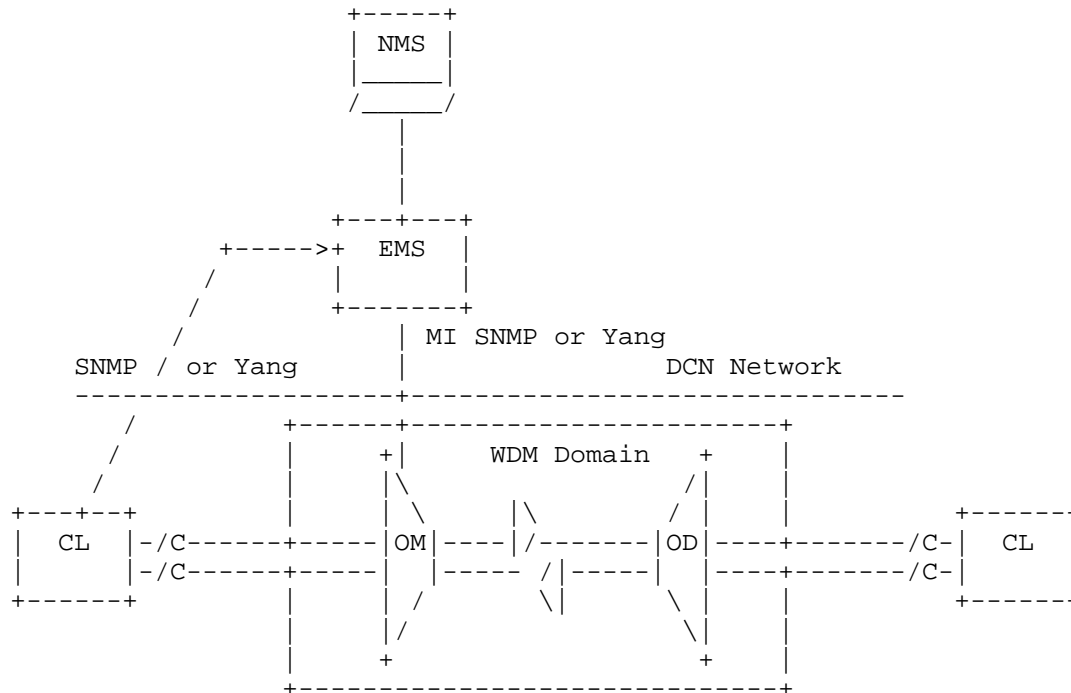 NMS
EMS
MI SNMP or Yang
SNMP / or Yang DCN Network
WDM Domain
CL -/C- OM OD /C- CL
-/C- /C-